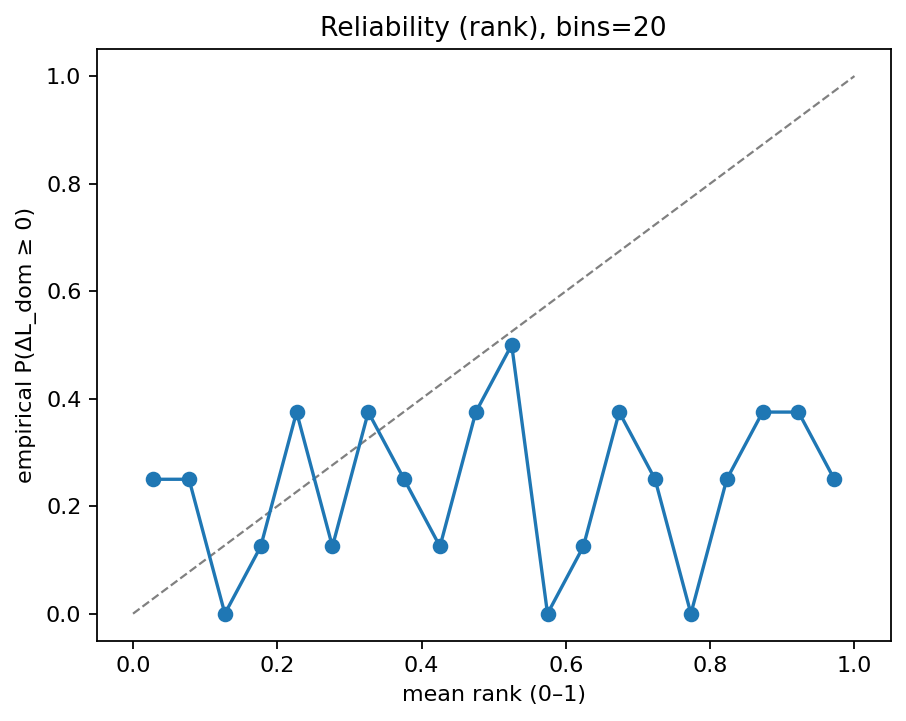 Reliability (rank), bins=20
empirical P(ΔL_dom ≥ 0)
1.0
0.8
0.6
0.4
0.2
0.0
0.0 0.2 0.4 0.6 0.8 1.0
mean rank (0–1)